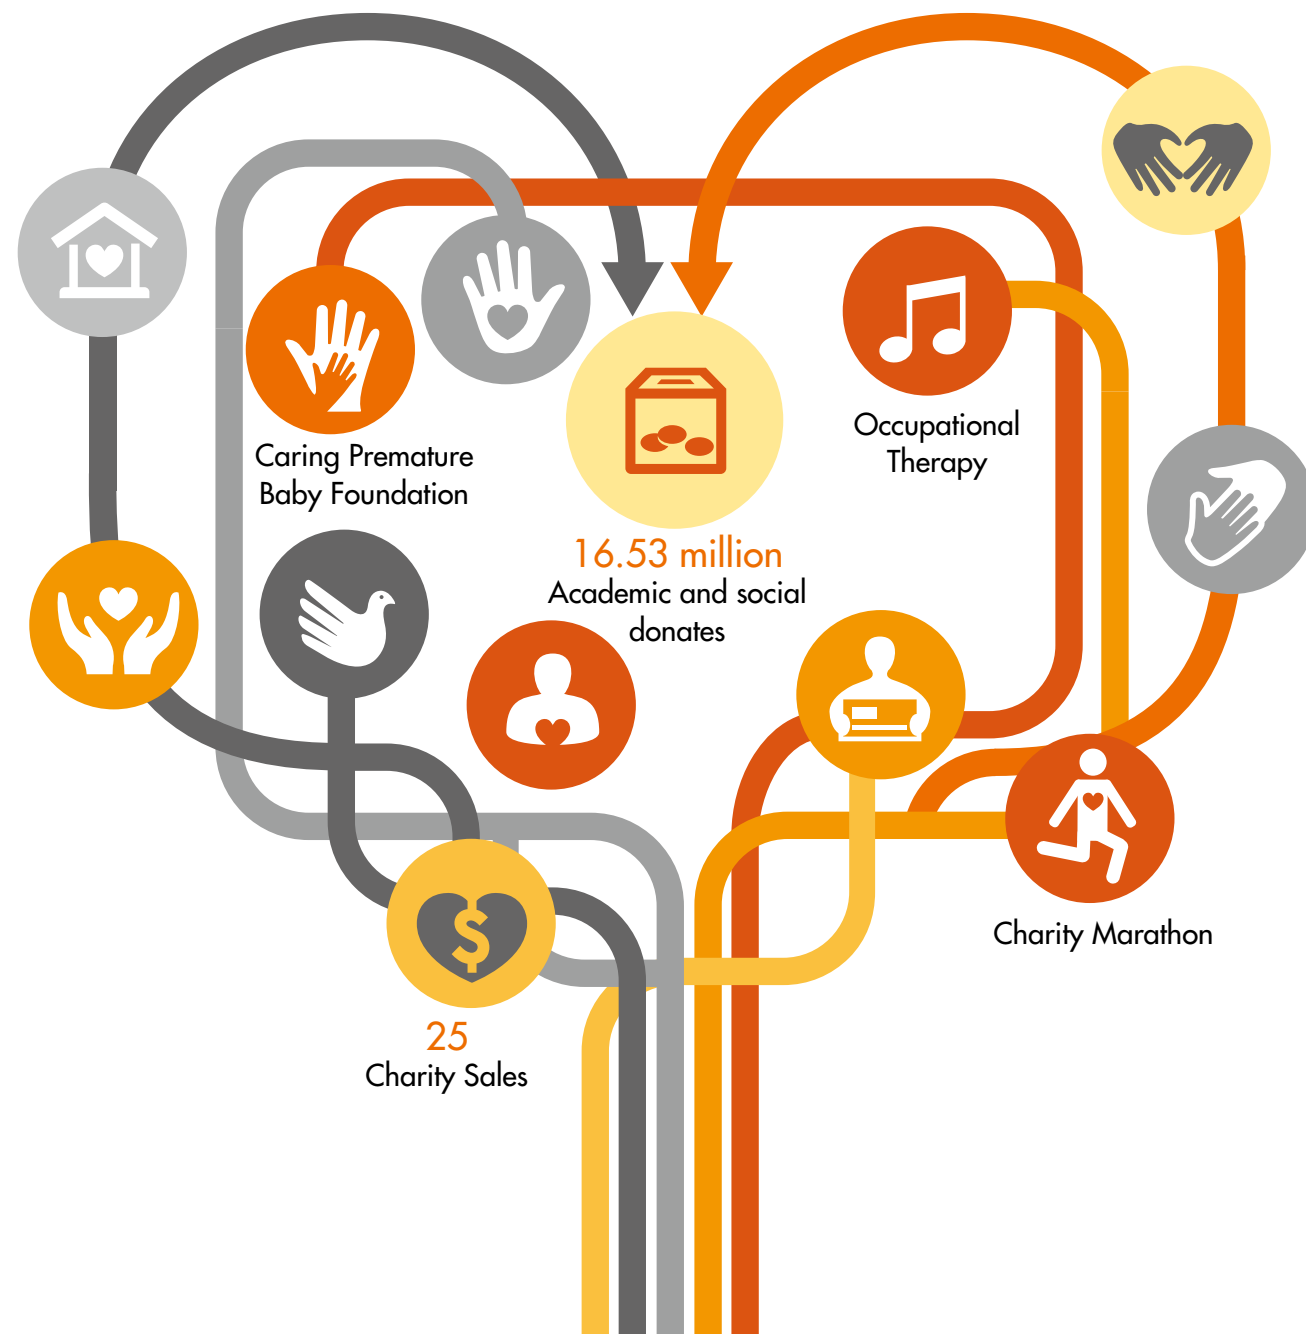 Occupational
Therapy
Caring Premature
Baby Foundation
16.53 million
Academic and social
donates
Charity Marathon
$
25
Charity Sales